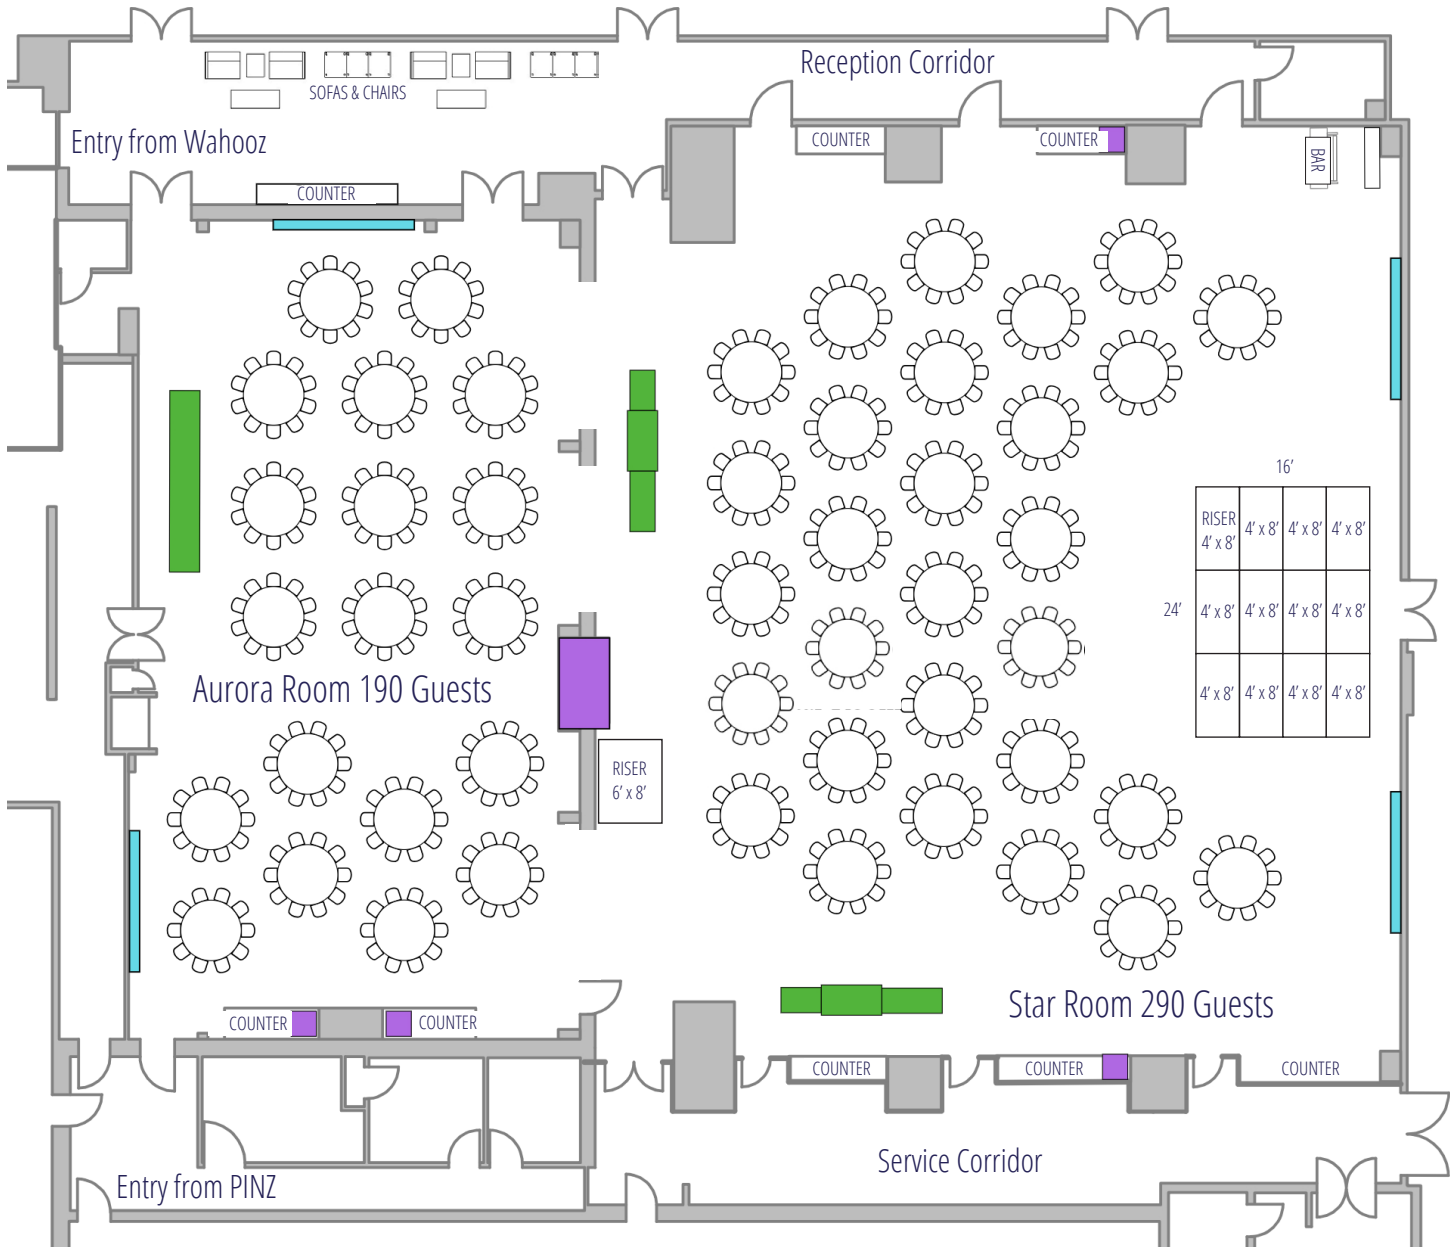 Reception Corridor
SOFAS & CHAIRS
Entry from Wahooz
COUNTER
COUNTER
COUNTER
BAR
16’
RISER
4’ x 8’
4’ x 8’
4’ x 8’
4’ x 8’
24’
4’ x 8’
4’ x 8’
4’ x 8’
4’ x 8’
4’ x 8’
4’ x 8’
4’ x 8’
4’ x 8’
Aurora Room 190 Guests
RISER
6’ x 8’
Star Room 290 Guests
COUNTER
COUNTER
COUNTER
COUNTER
COUNTER
Service Corridor
Entry from PINZ